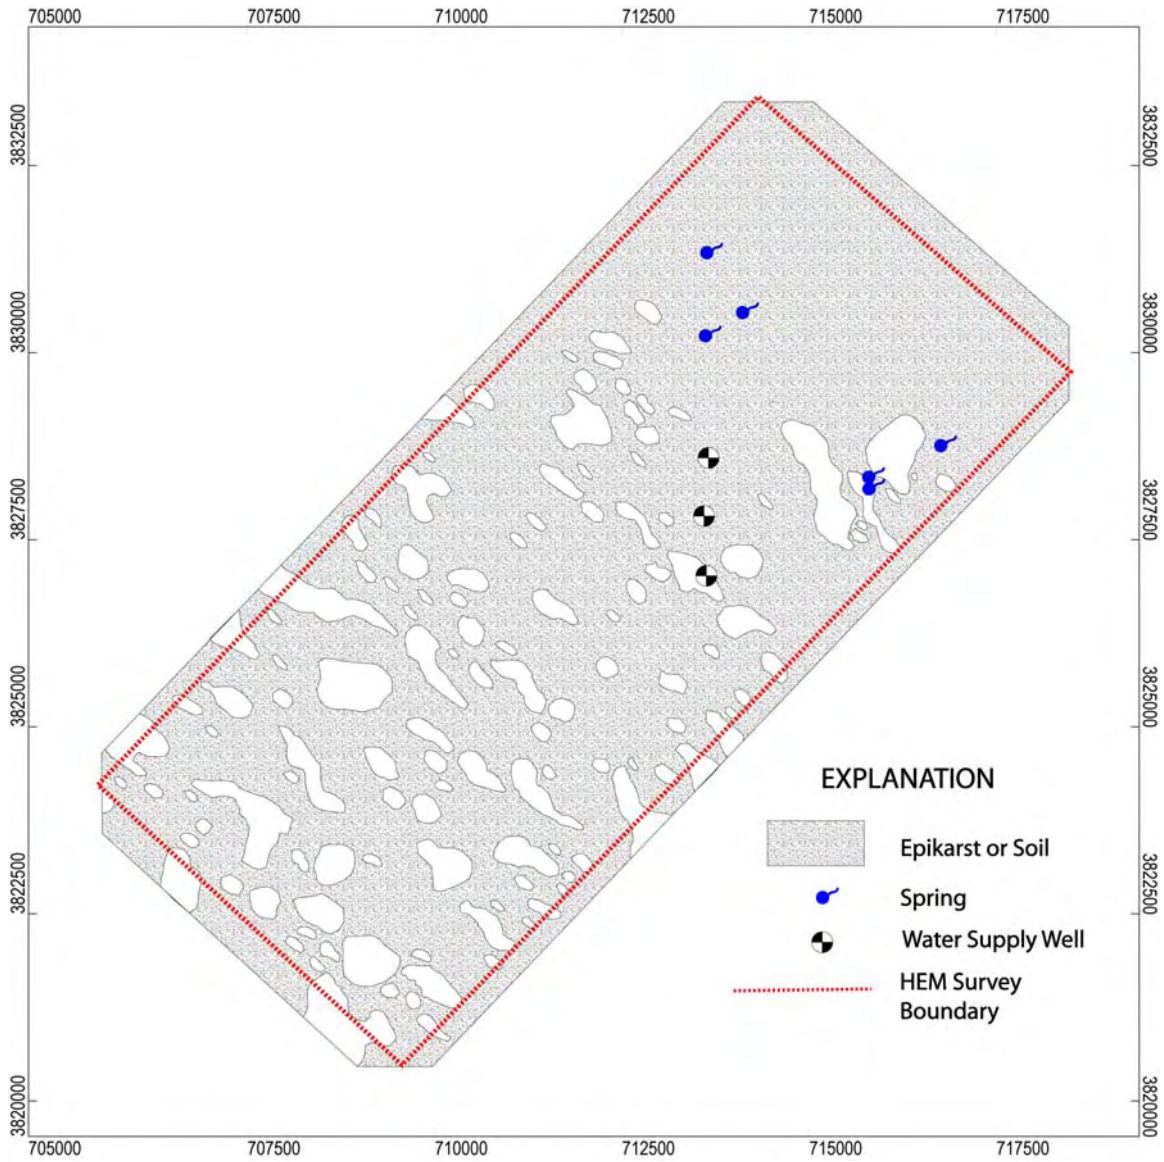 705000 707500 710000 712500 715000 717500
3832500 3832500
3830000 3830000
3827500 3827500
3825000 3825000
EXPLANATION
Epikarst or Soil
3822500 3822500
Spring
Water Supply Well
HEM Survey
Boundary
3820000 3820000
705000 707500 710000 712500 715000 717500